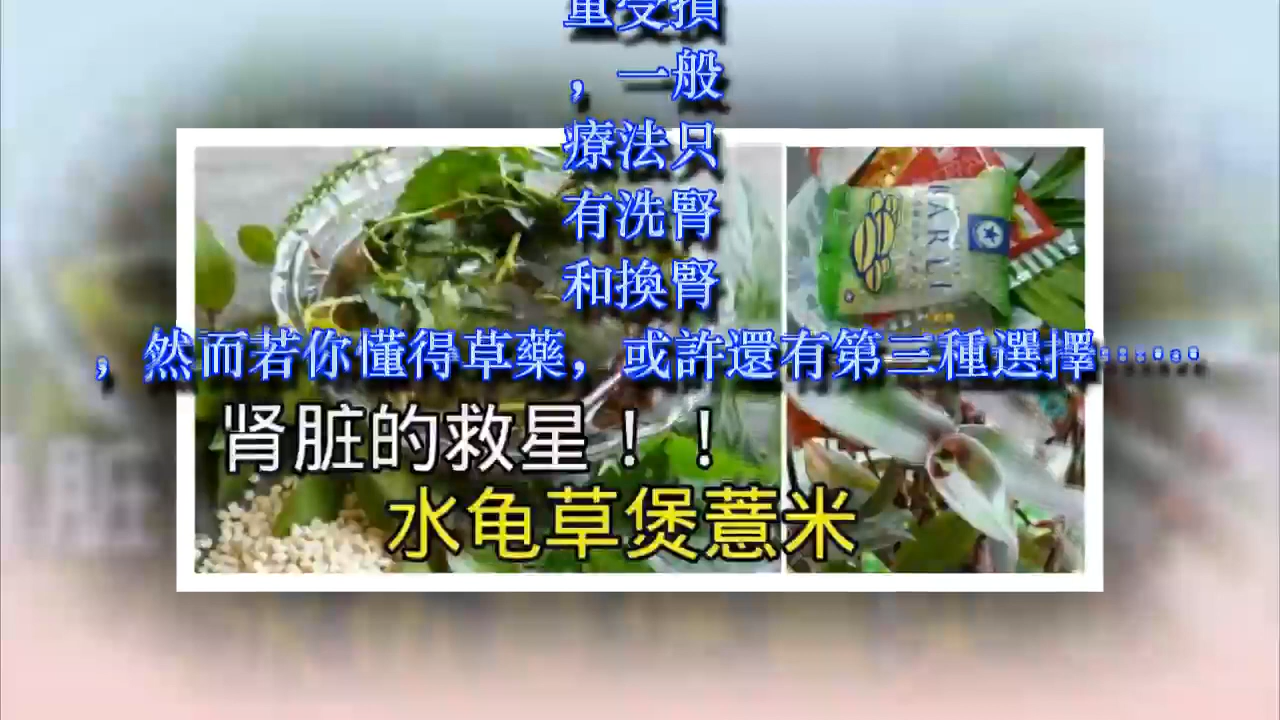 重受損
，一般
療法只
有洗腎
和換腎
，然而若你懂得草藥，或許還有第三種選擇……
肾脏的救星！！
水龟草煲薏米
BARLI